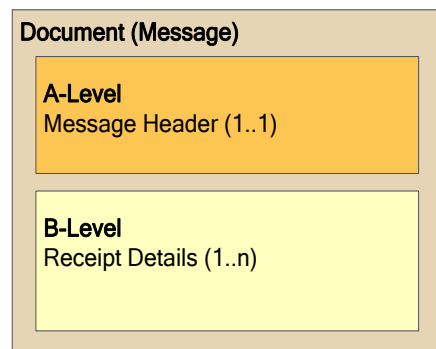 Document (Message)
A-Level
Message Header (1..1)
B-Level
Receipt Details (1..n)